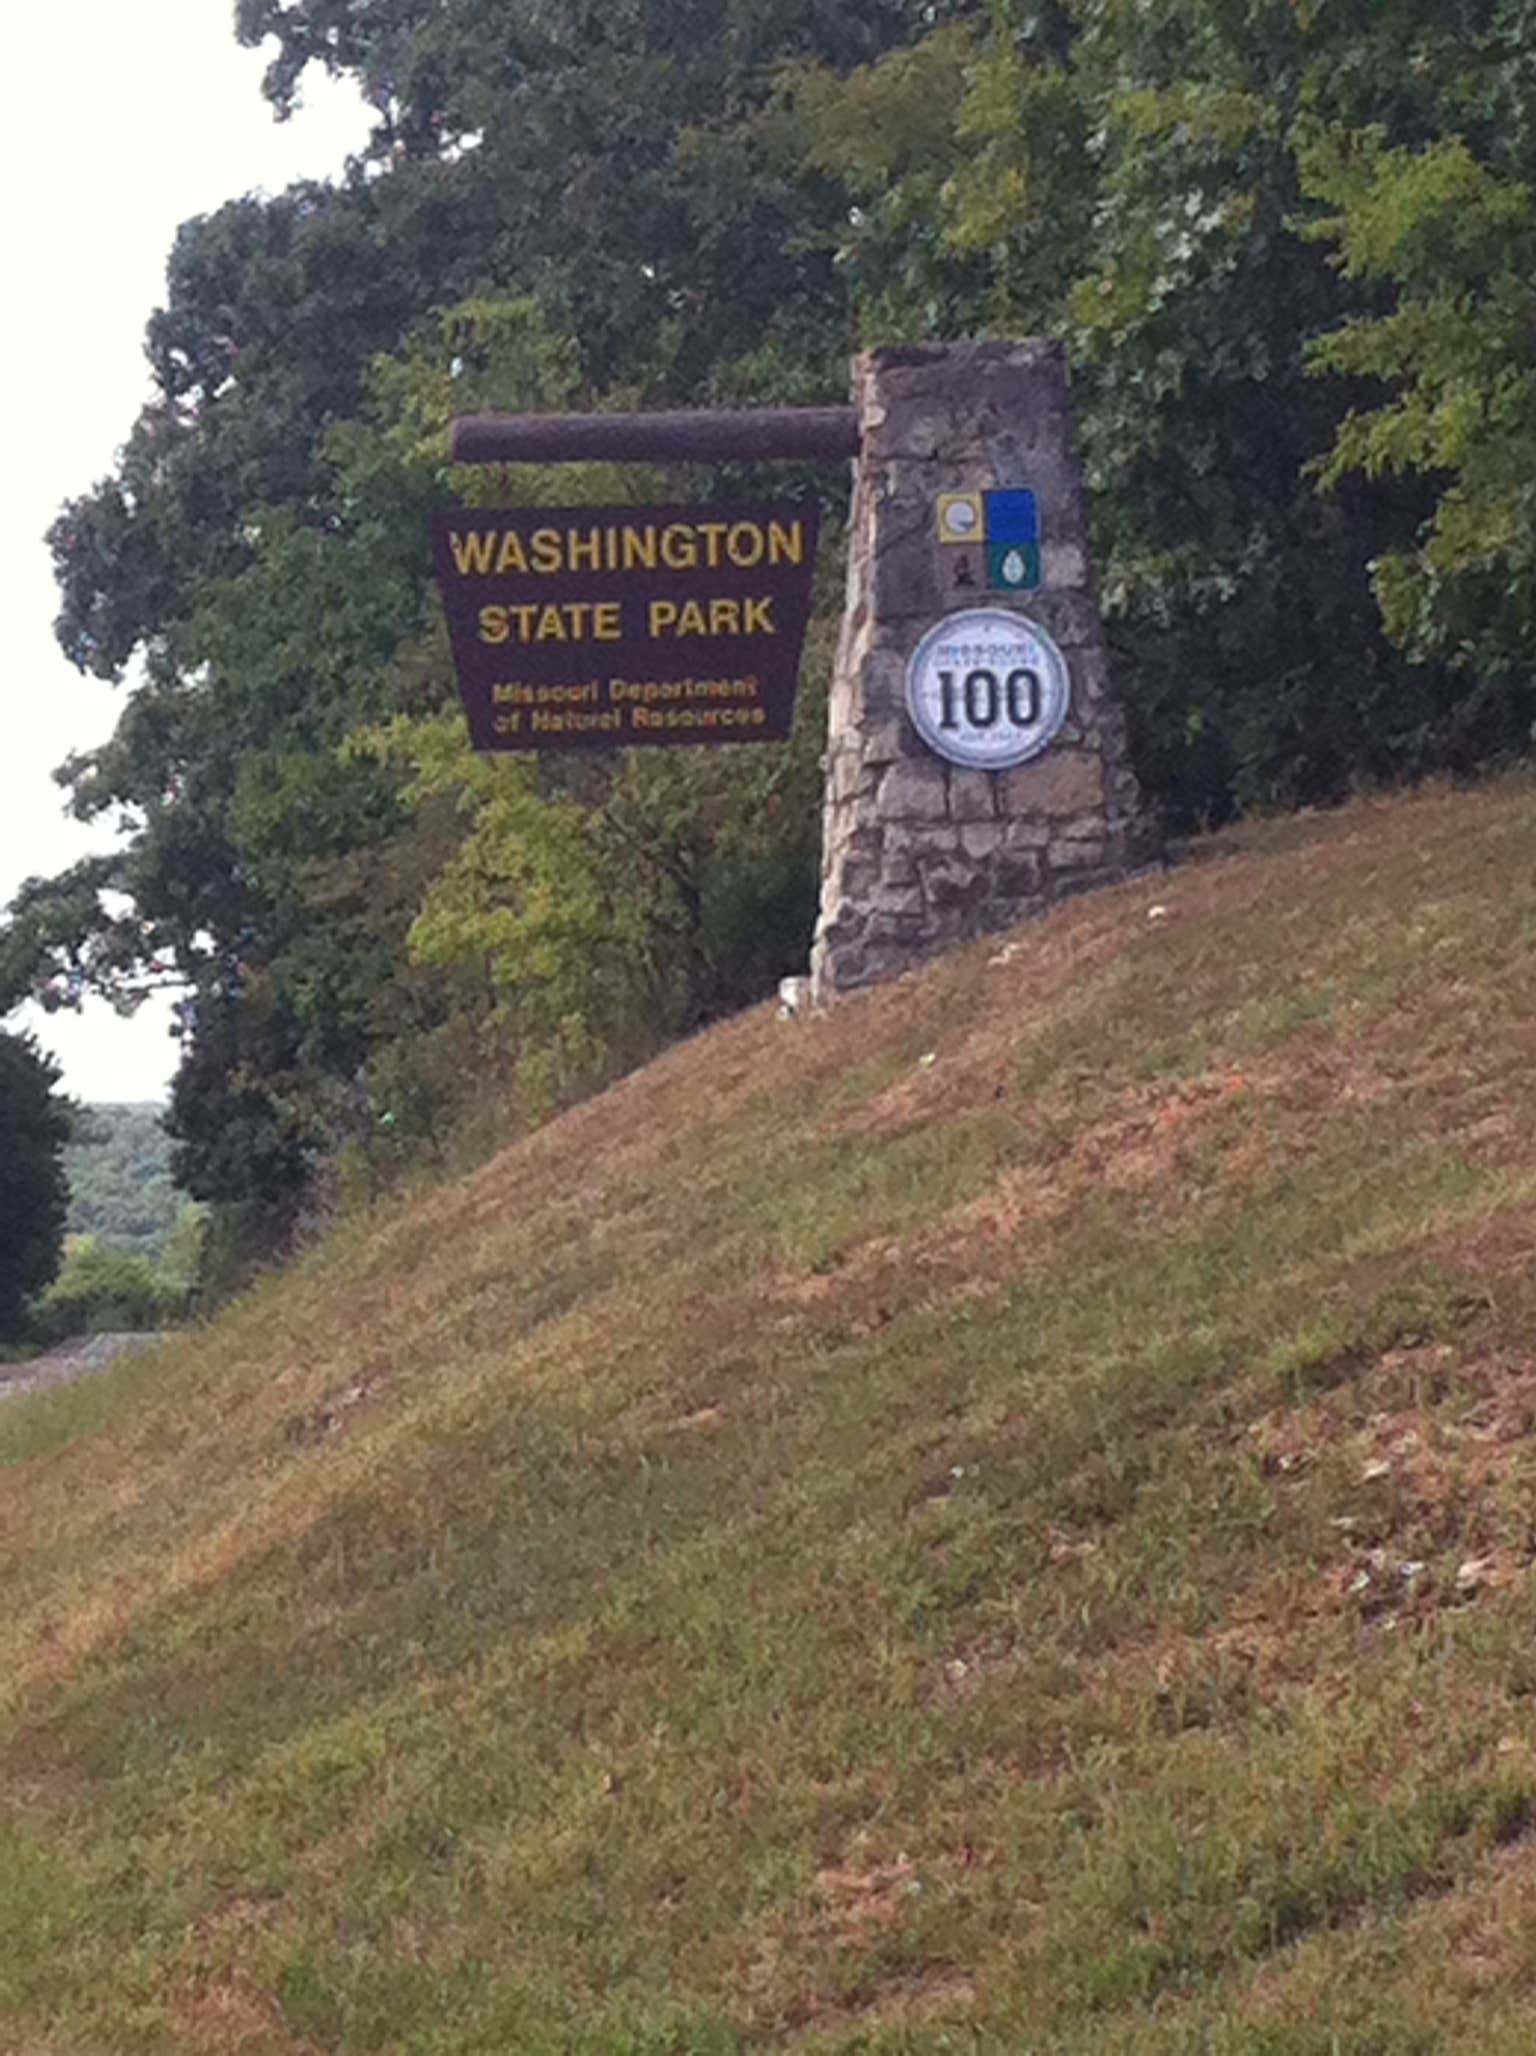 WASHINGTON
STATE PARK
Missouri Department
of Natural Resources
MISSOURI
100